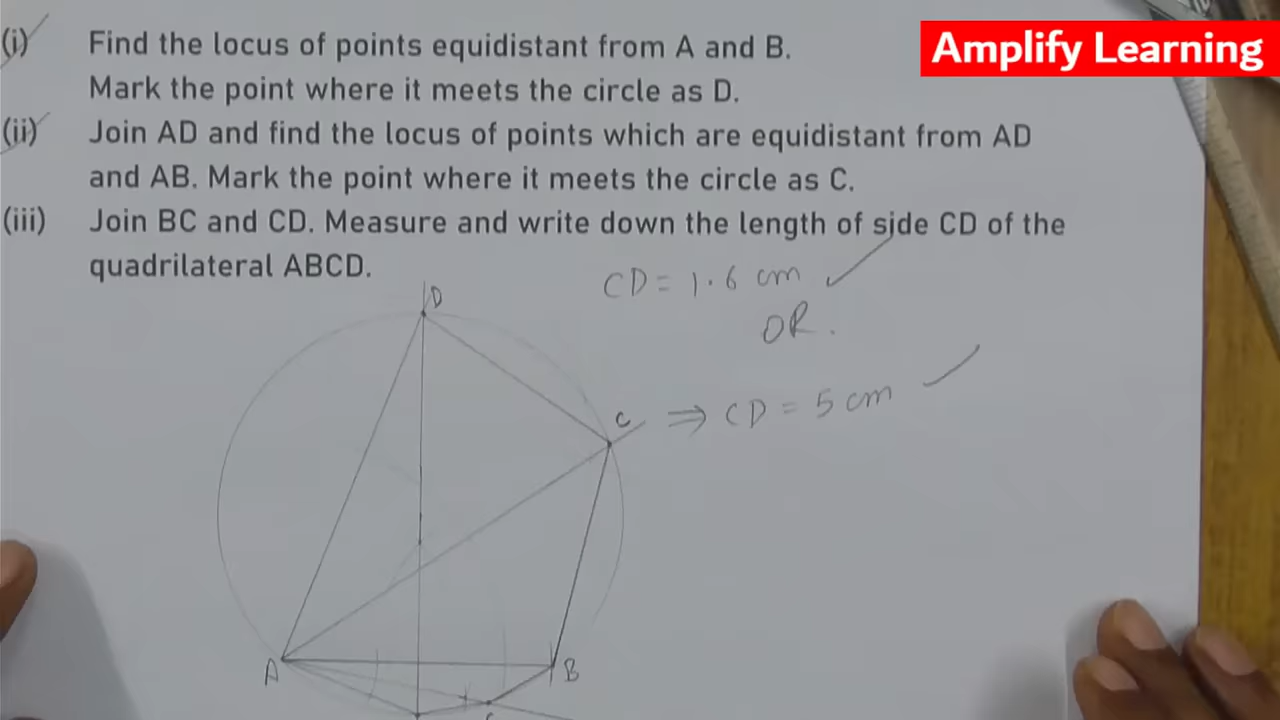 (i) Find the locus of points equidistant from A and B.
Amplify Learning
Mark the point where it meets the circle as D.
(ii) Join AD and find the locus of points which are equidistant from AD
and AB. Mark the point where it meets the circle as C.
(iii) Join BC and CD. Measure and write down the length of side CD of the
quadrilateral ABCD.
CD = 1.6 cm
D
OR.
C ⇒ CD = 5 cm
A B